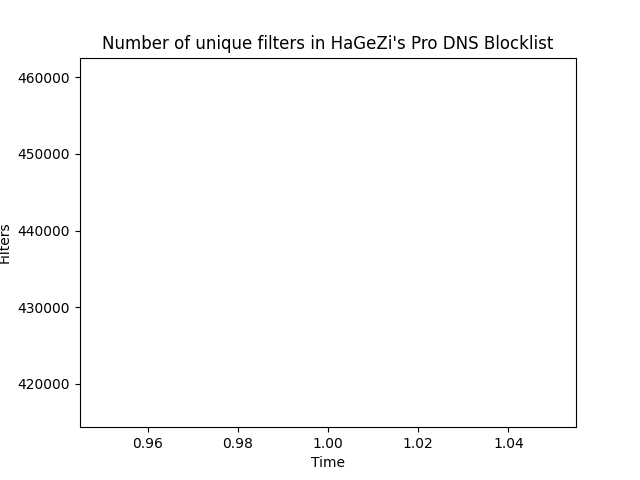 Number of unique filters in HaGeZi's Pro DNS Blocklist
460000
450000
440000
430000
420000
Filters
0.96 0.98 1.00 1.02 1.04
Time